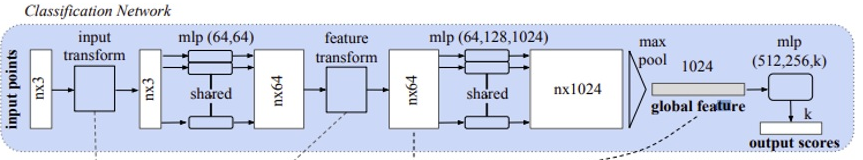 Classification Network
input points
nx3
input
transform
nx3
mlp (64,64)
shared
nx64
feature
transform
nx64
mlp (64,128,1024)
shared
nx1024
max
pool
1024
global feature
mlp
(512,256,k)
k
output scores